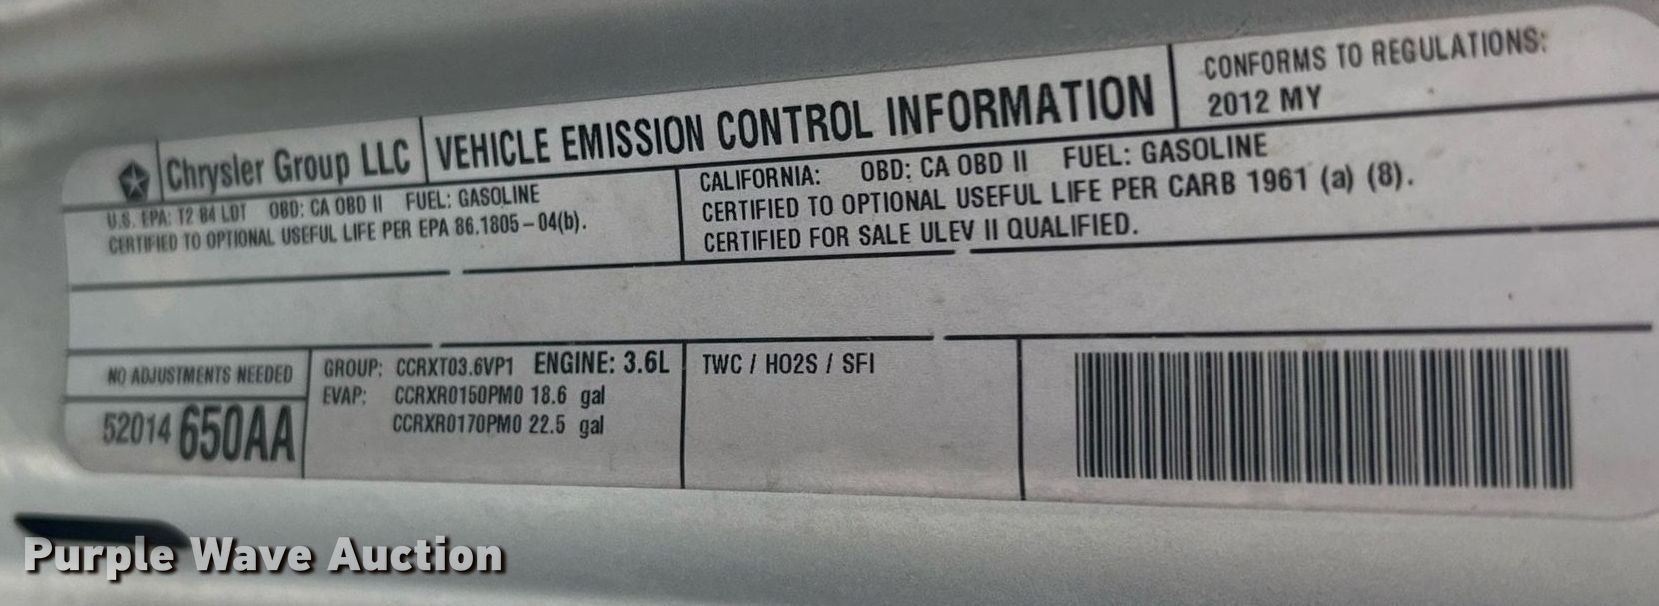 Chrysler Group LLC
VEHICLE EMISSION CONTROL INFORMATION
CONFORMS TO REGULATIONS:
2012 MY
U.S. EPA: T2 B4 LDT OBD: CA OBD II FUEL: GASOLINE
CERTIFIED TO OPTIONAL USEFUL LIFE PER EPA 86.1805-04(b).
CALIFORNIA: OBD: CA OBD II FUEL: GASOLINE
CERTIFIED TO OPTIONAL USEFUL LIFE PER CARB 1961 (a) (8).
CERTIFIED FOR SALE ULEV II QUALIFIED.
NO ADJUSTMENTS NEEDED
52014 650AA
GROUP: CCRXT03.6VP1 ENGINE: 3.6L
EVAP: CCRXR0150PM0 18.6 gal
CCRXR0170PM0 22.5 gal
TWC / HO2S / SFI
Purple Wave Auction